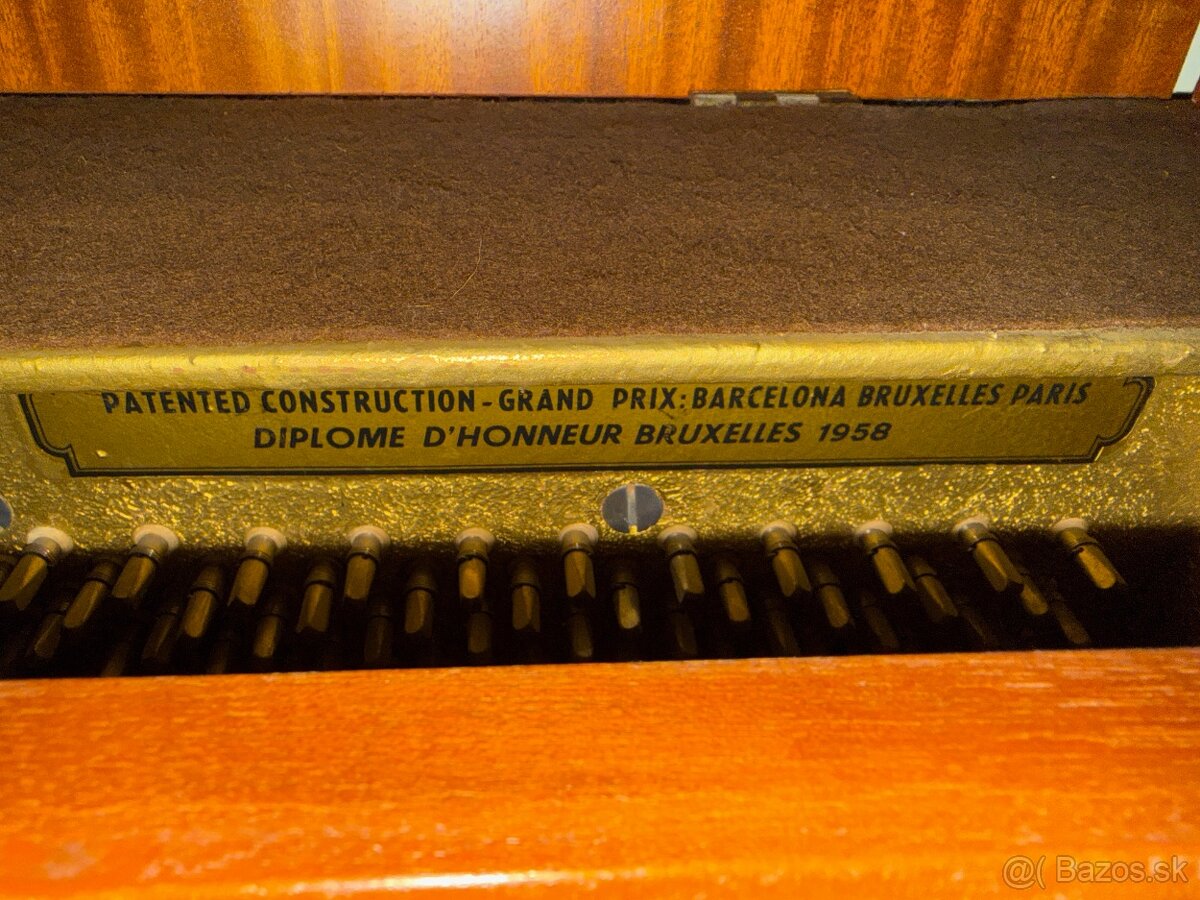 PATENTED CONSTRUCTION - GRAND PRIX: BARCELONA BRUXELLES PARIS
DIPLOME D'HONNEUR BRUXELLES 1958
@( Bazos.sk